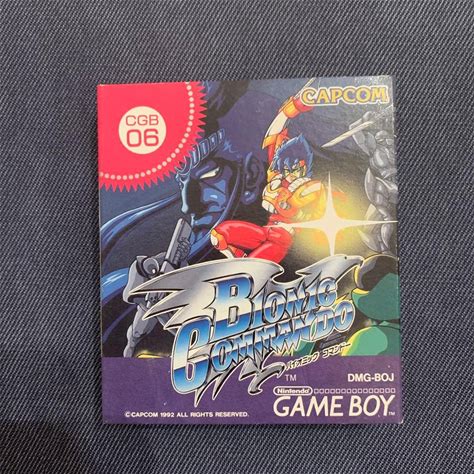 CGB
06
CAPCOM
BIONIC
COMMANDO
バイオニック コマンドー
TM
DMG-BOJ
Nintendo
GAME BOY TM
©CAPCOM 1992 ALL RIGHTS RESERVED.